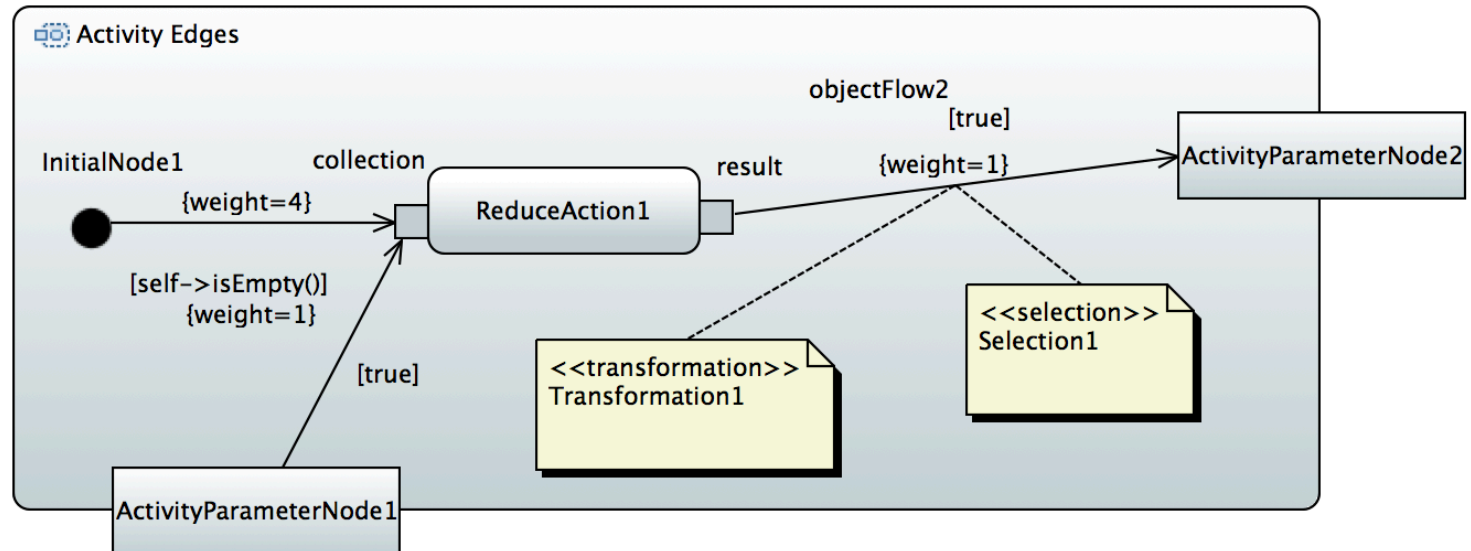 Activity Edges
objectFlow2
[true]
InitialNode1
collection
result
{weight=1}
ActivityParameterNode2
{weight=4}
ReduceAction1
[self->isEmpty()]
{weight=1}
<<selection>>
Selection1
[true]
<<transformation>>
Transformation1
ActivityParameterNode1